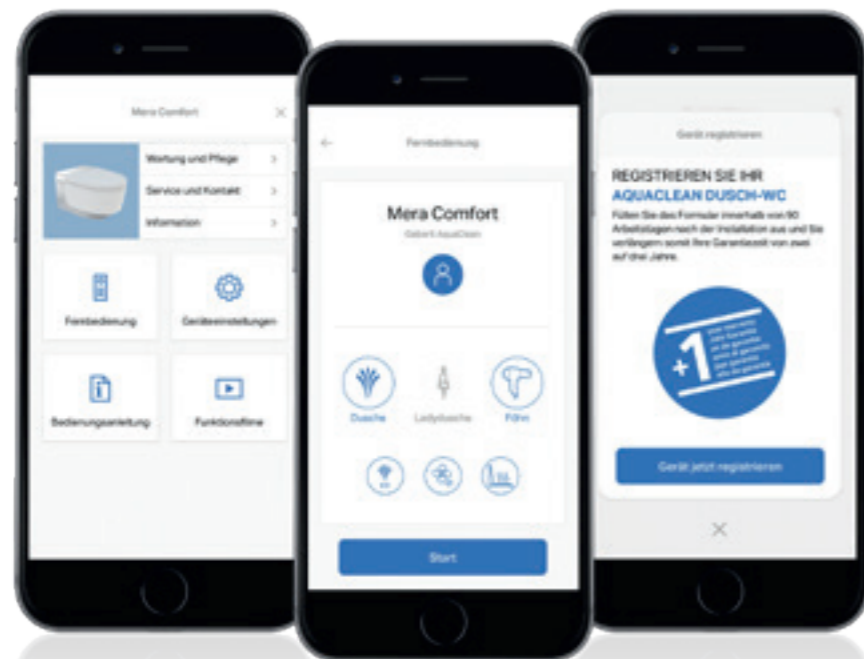 Mera Comfort
Wartung und Pflege
Service und Kontakt
Information
Fernbedienung
Geräteeinstellungen
Bedienungsanleitung
Funktionsfilme
Fernbedienung
Mera Comfort
Geberit AquaClean
Dusche
Ladydusche
Föhn
Start
Gerät registrieren
REGISTRIEREN SIE IHR
AQUACLEAN DUSCH-WC
Füllen Sie das Formular innerhalb von 90
Arbeitstagen nach der Installation aus und Sie
verlängern somit Ihre Garantiezeit von zwei
auf drei Jahre.
+1
Gerät jetzt registrieren